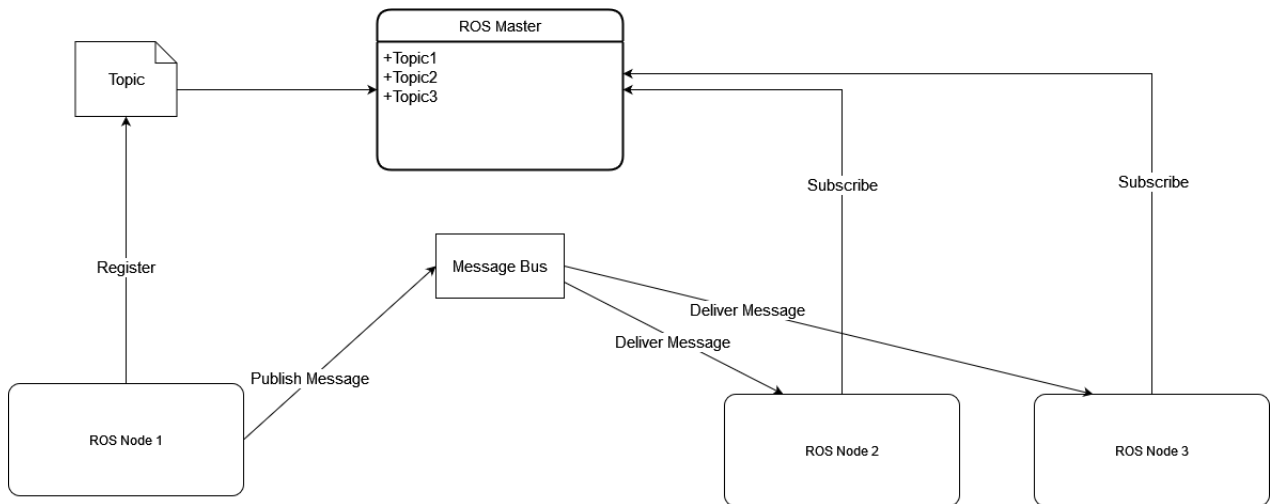 ROS Master
+Topic1
+Topic2
+Topic3
Topic
Subscribe
Subscribe
Register
Message Bus
Deliver Message
Deliver Message
Publish Message
ROS Node 1
ROS Node 2
ROS Node 3